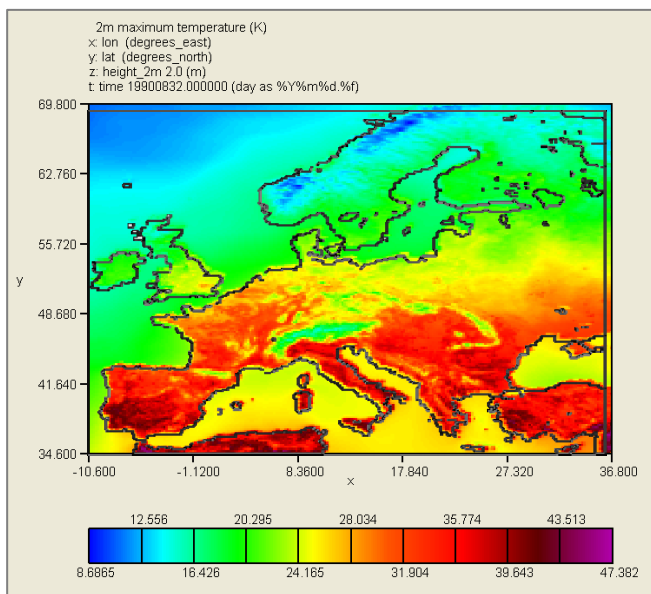 2m maximum temperature (K)
x: lon (degrees_east)
y: lat (degrees_north)
z: height_2m 2.0 (m)
t: time 19900832.000000 (day as %Y%m%d.%f)
69.800
62.760
55.720
y
48.680
41.640
34.600
-10.600 -1.1200 8.3600 17.840 27.320 36.800
x
12.556 20.295 28.034 35.774 43.513
8.6865 16.426 24.165 31.904 39.643 47.382